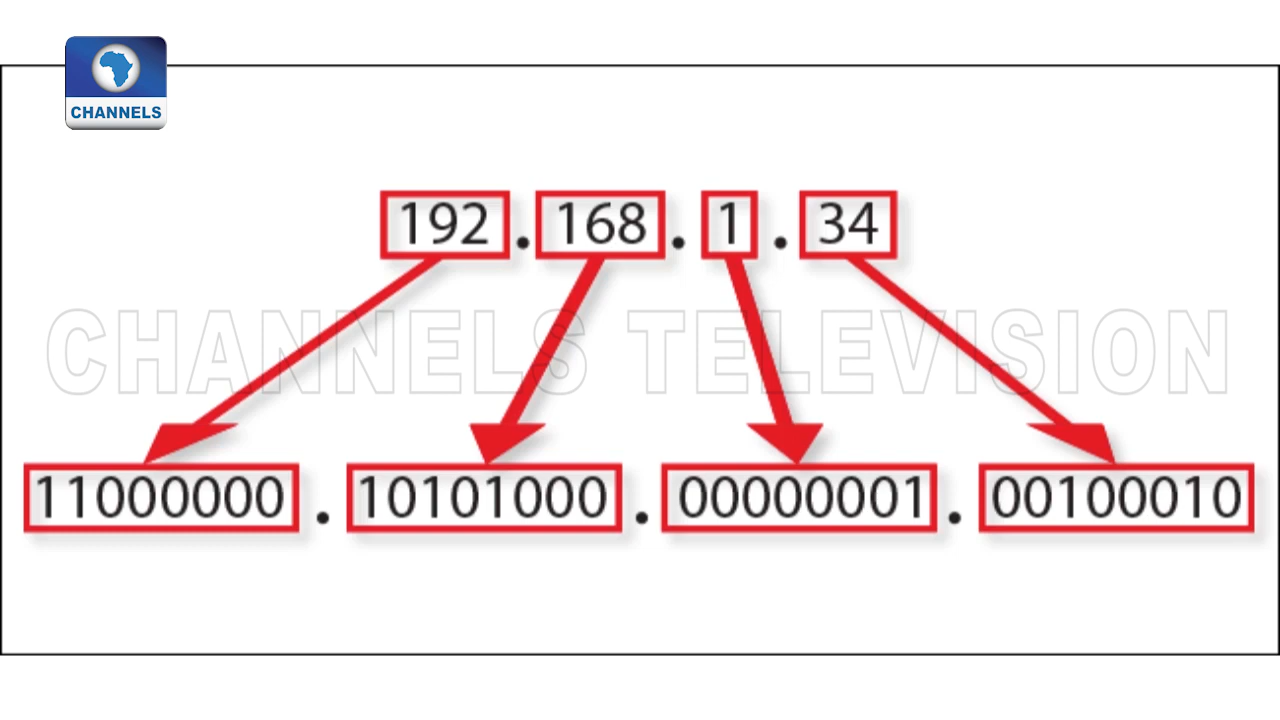 CHANNELS
192 . 168 . 1 . 34
CHANNELS TELEVISION
11000000 . 10101000 . 00000001 . 00100010